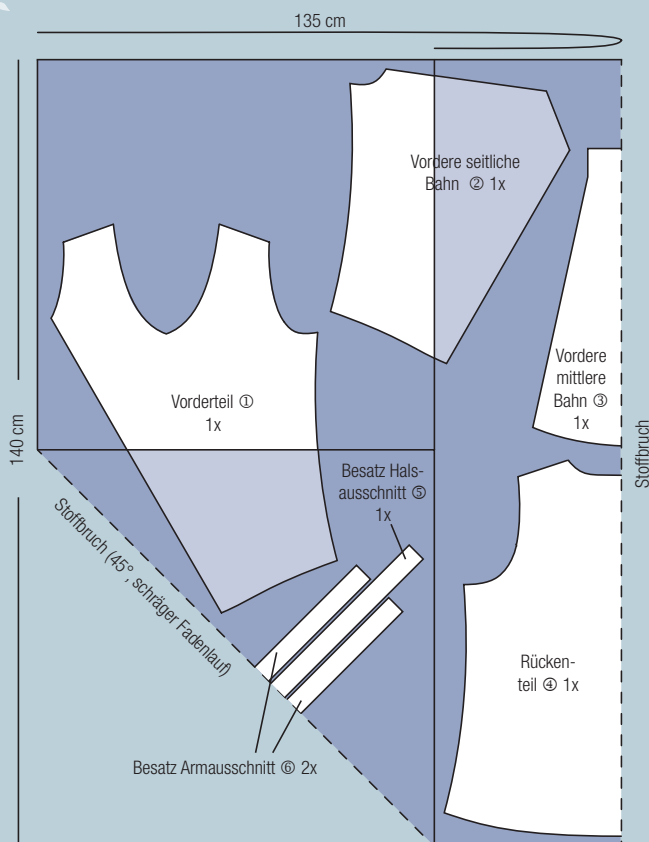 135 cm
Vordere seitliche
Bahn ② 1x
Vordere
mittlere
Bahn ③
1x
Vorderteil ①
1x
140 cm
Stoffbruch
Besatz Hals-
ausschnitt ⑤
1x
Stoffbruch (45°, schräger Fadenlauf)
Rücken-
teil ④ 1x
Besatz Armausschnitt ⑥ 2x